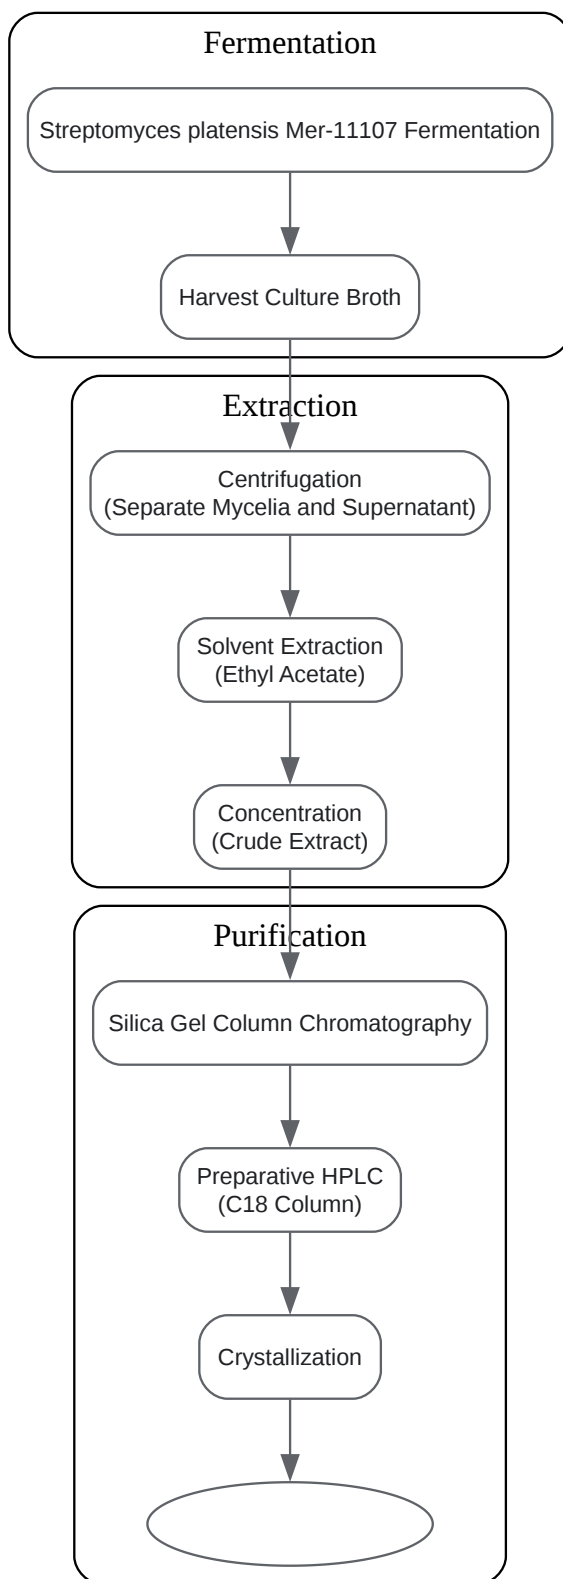 Fermentation
Streptomyces platensis Mer-11107 Fermentation
Harvest Culture Broth
Extraction
Centrifugation
(Separate Mycelia and Supernatant)
Solvent Extraction
(Ethyl Acetate)
Concentration
(Crude Extract)
Purification
Silica Gel Column Chromatography
Preparative HPLC
(C18 Column)
Crystallization